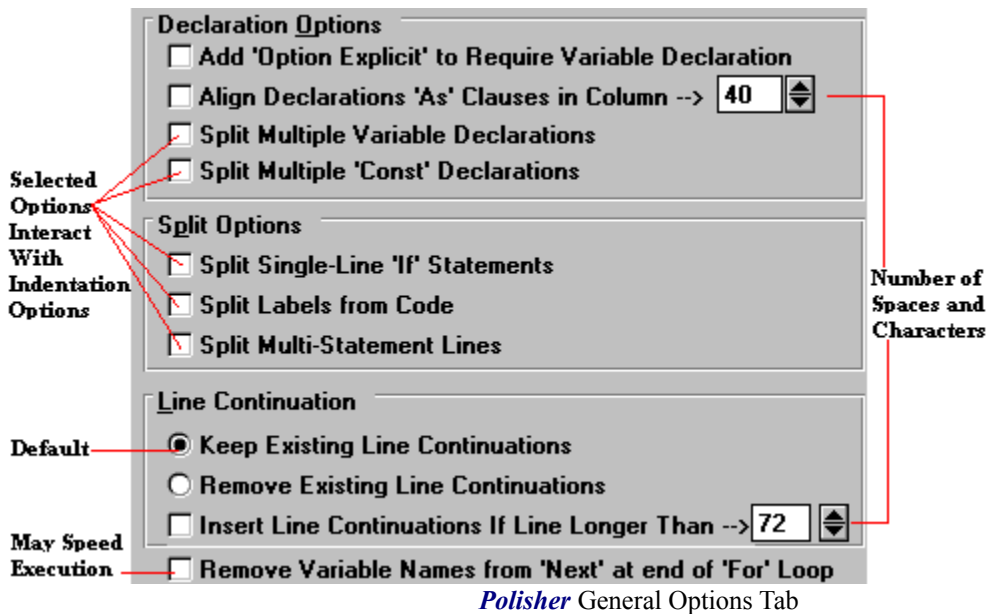 Declaration Options
Add 'Option Explicit' to Require Variable Declaration
Align Declarations 'As' Clauses in Column --> 40
Split Multiple Variable Declarations
Split Multiple 'Const' Declarations
Selected
Options
Interact
With
Indentation
Options
Split Options
Split Single-Line 'If' Statements
Split Labels from Code
Split Multi-Statement Lines
Number of
Spaces and
Characters
Line Continuation
Default
Keep Existing Line Continuations
Remove Existing Line Continuations
Insert Line Continuations If Line Longer Than --> 72
May Speed
Execution
Remove Variable Names from 'Next' at end of 'For' Loop
Polisher General Options Tab